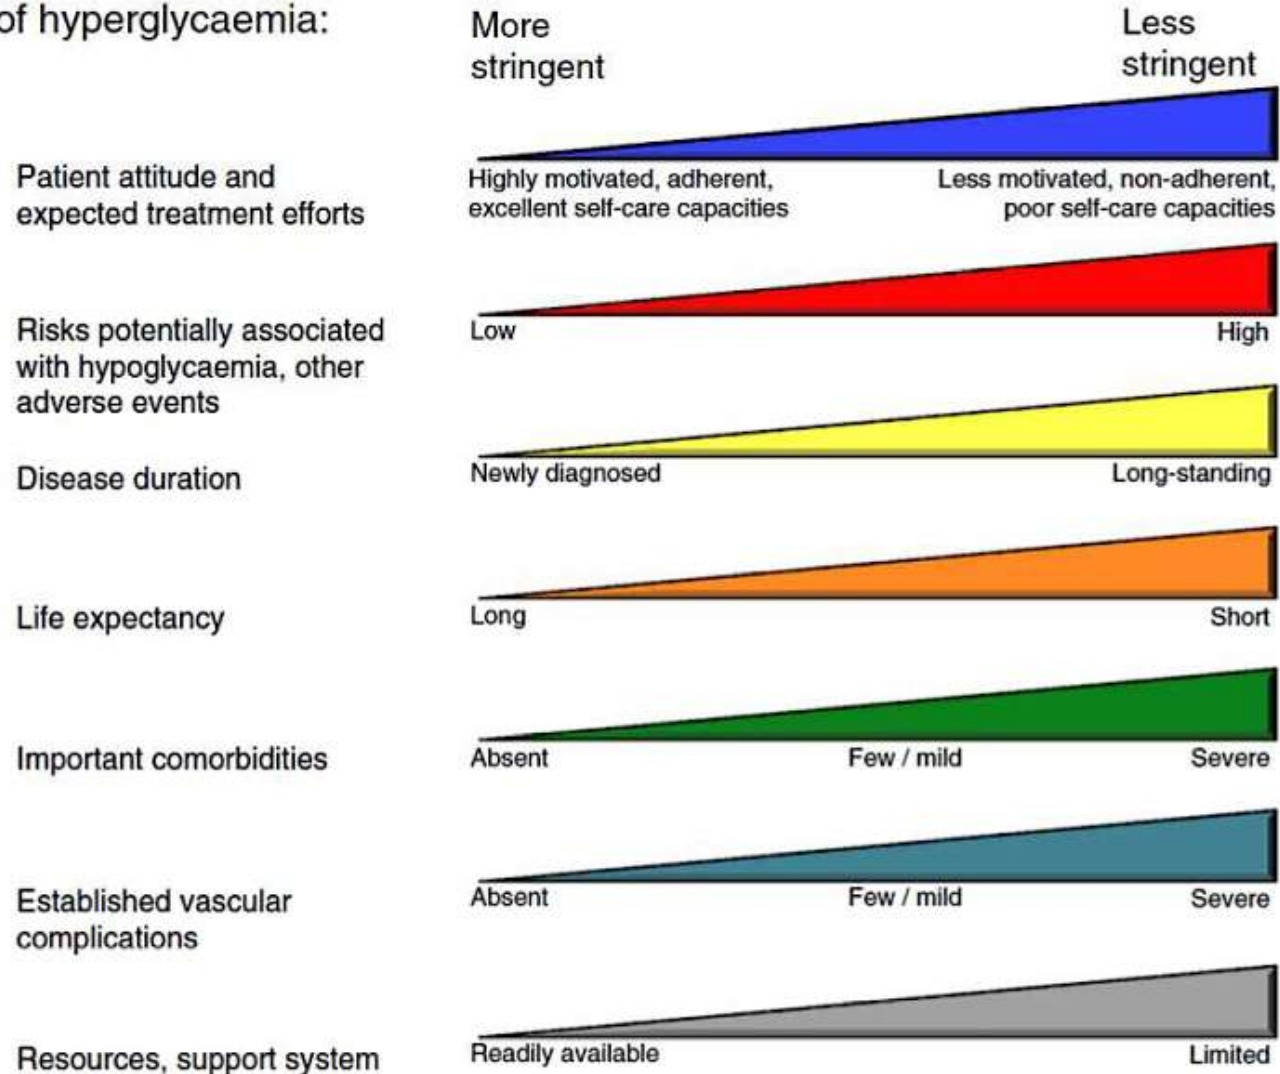 of hyperglycaemia:
More
stringent
Less
stringent
Patient attitude and
expected treatment efforts
Highly motivated, adherent,
excellent self-care capacities
Less motivated, non-adherent,
poor self-care capacities
Risks potentially associated
with hypoglycaemia, other
adverse events
Low
High
Disease duration
Newly diagnosed
Long-standing
Life expectancy
Long
Short
Important comorbidities
Absent
Few / mild
Severe
Established vascular
complications
Absent
Few / mild
Severe
Resources, support system
Readily available
Limited